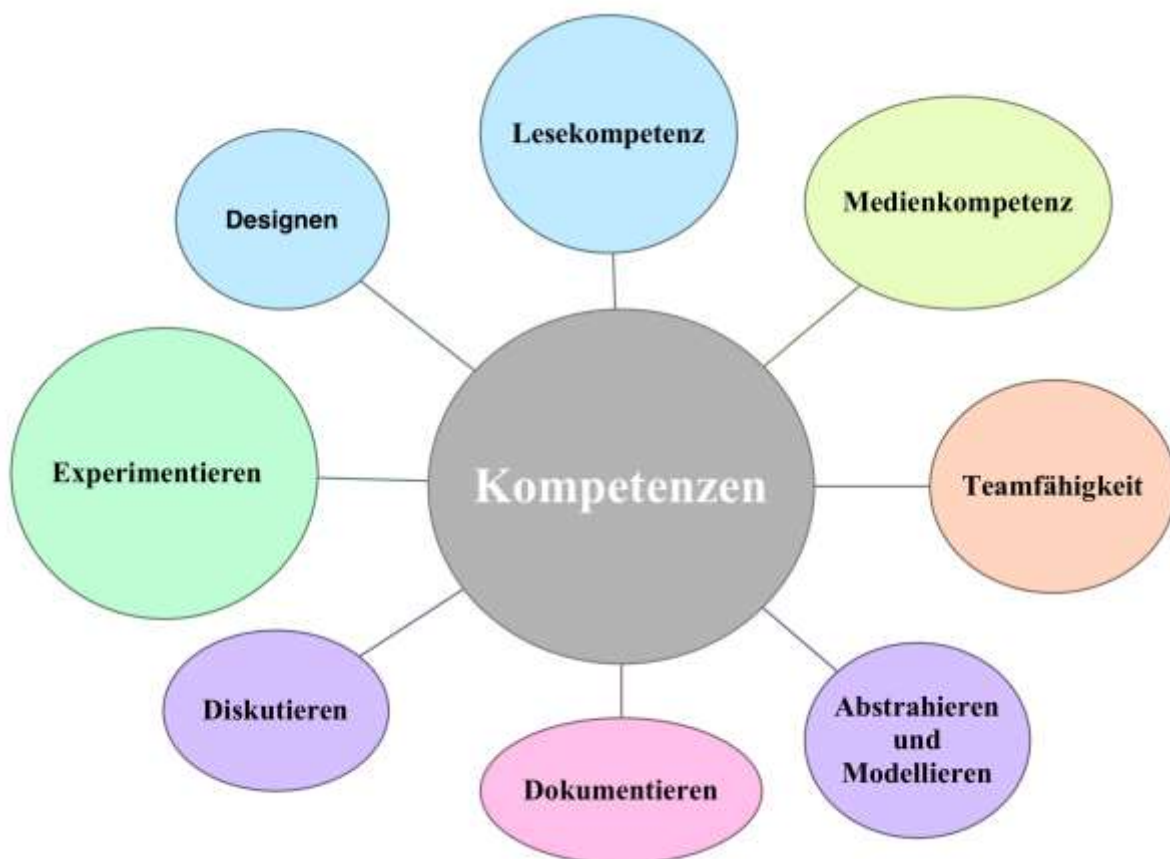 Lesekompetenz
Medienkompetenz
Designen
Experimentieren
Kompetenzen
Teamfähigkeit
Diskutieren
Abstrahieren
und
Modellieren
Dokumentieren